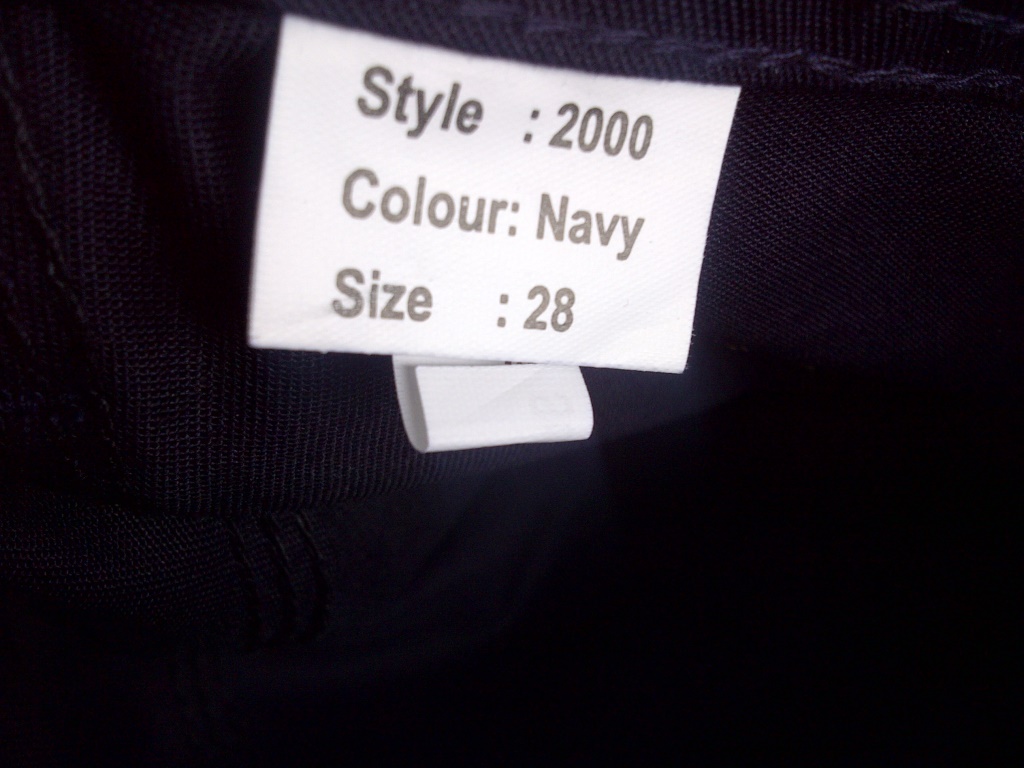 Style : 2000
Colour: Navy
Size : 28